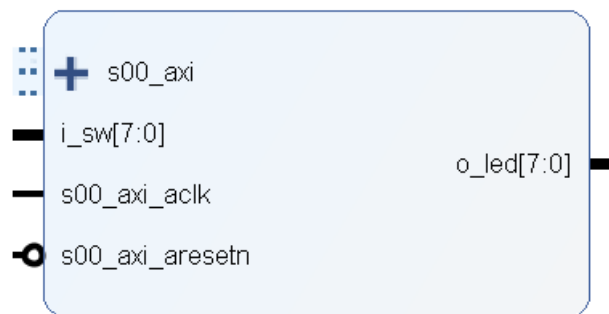 s00_axi
i_sw[7:0]
o_led[7:0]
s00_axi_aclk
s00_axi_aresetn